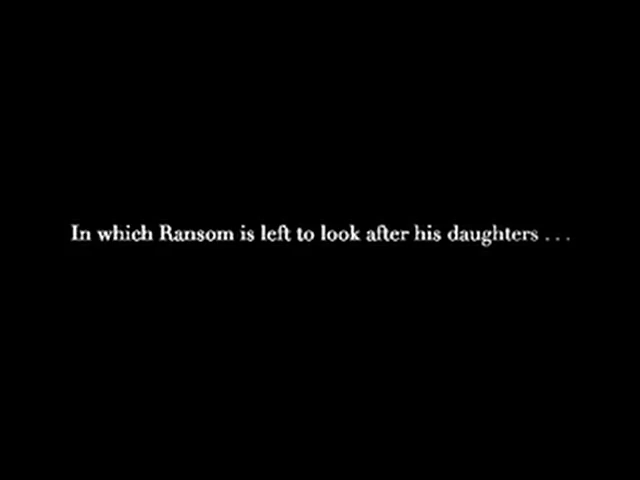 In which Ransom is left to look after his daughters . . .